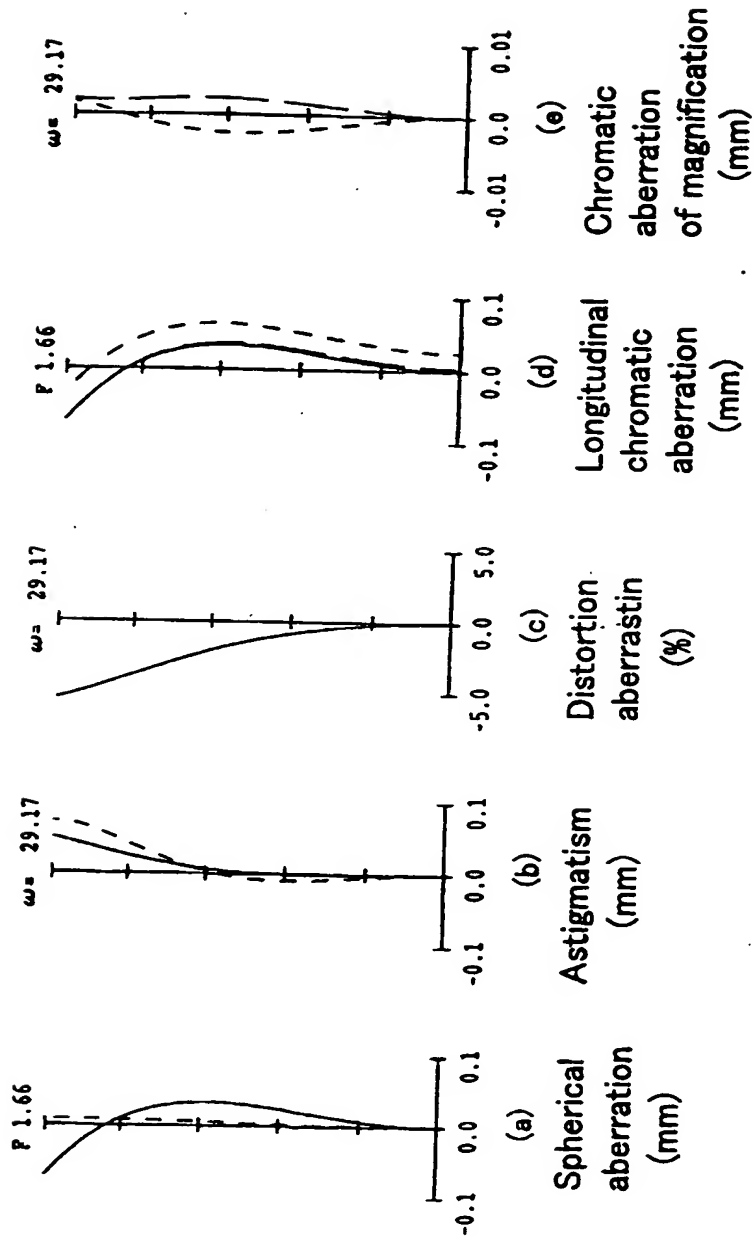 F 1.66
-0.1 0.0 0.1
(a)
Spherical
aberration
(mm)
ω= 29.17
-0.1 0.0 0.1
(b)
Astigmatism
(mm)
ω= 29.17
-5.0 0.0 5.0
(c)
Distortion
aberrastin
(%)
F 1.66
-0.1 0.0 0.1
(d)
Longitudinal
chromatic
aberration
(mm)
ω= 29.17
-0.01 0.0 0.01
(e)
Chromatic
aberration
of magnification
(mm)